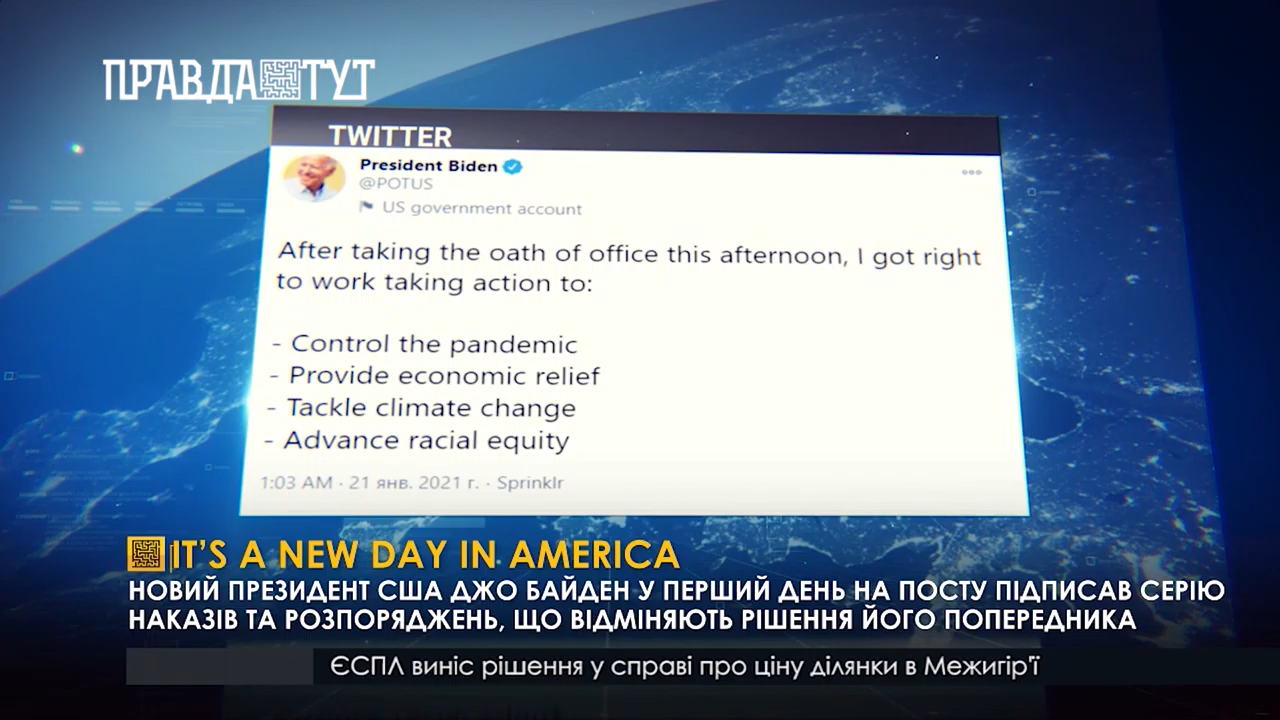 ПРАВДА ТУТ
TWITTER
President Biden
@POTUS
US government account
After taking the oath of office this afternoon, I got right
to work taking action to:
- Control the pandemic
- Provide economic relief
- Tackle climate change
- Advance racial equity
1:03 AM · 21 янв. 2021 г. · Sprinklr
IT’S A NEW DAY IN AMERICA
НОВИЙ ПРЕЗИДЕНТ США ДЖО БАЙДЕН У ПЕРШИЙ ДЕНЬ НА ПОСТУ ПІДПИСАВ СЕРІЮ
НАКАЗІВ ТА РОЗПОРЯДЖЕНЬ, ЩО ВІДМІНЯЮТЬ РІШЕННЯ ЙОГО ПОПЕРЕДНИКА
ЄСПЛ виніс рішення у справі про ціну ділянки в Межигір'ї